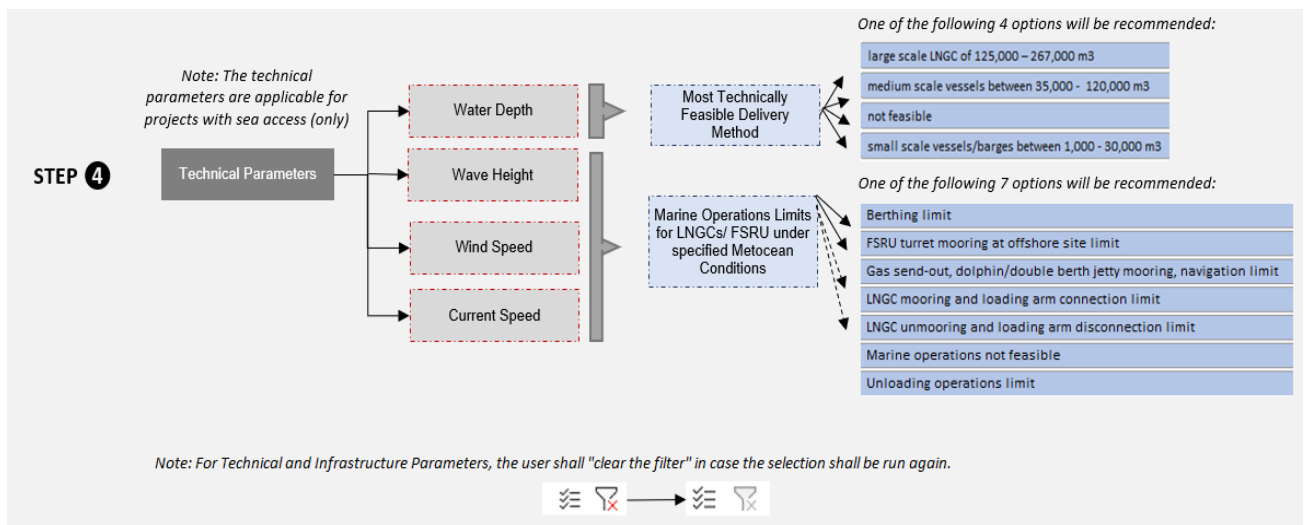 One of the following 4 options will be recommended:
large scale LNGC of 125,000 – 267,000 m3
medium scale vessels between 35,000 - 120,000 m3
not feasible
small scale vessels/barges between 1,000 - 30,000 m3
Note: The technical
parameters are applicable for
projects with sea access (only)
STEP 4
Technical Parameters
Water Depth
Wave Height
Wind Speed
Current Speed
Most Technically
Feasible Delivery
Method
Marine Operations Limits
for LNGCs/ FSRU under
specified Metocean
Conditions
One of the following 7 options will be recommended:
Berthing limit
FSRU turret mooring at offshore site limit
Gas send-out, dolphin/double berth jetty mooring, navigation limit
LNGC mooring and loading arm connection limit
LNGC unmooring and loading arm disconnection limit
Marine operations not feasible
Unloading operations limit
Note: For Technical and Infrastructure Parameters, the user shall "clear the filter" in case the selection shall be run again.